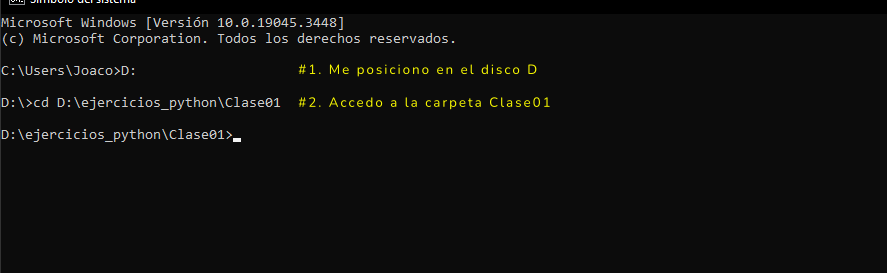 Símbolo del sistema
Microsoft Windows [Versión 10.0.19045.3448]
(c) Microsoft Corporation. Todos los derechos reservados.
C:\Users\Joaco>D: #1. Me posiciono en el disco D
D:\>cd D:\ejercicios_python\Clase01 #2. Accedo a la carpeta Clase01
D:\ejercicios_python\Clase01>